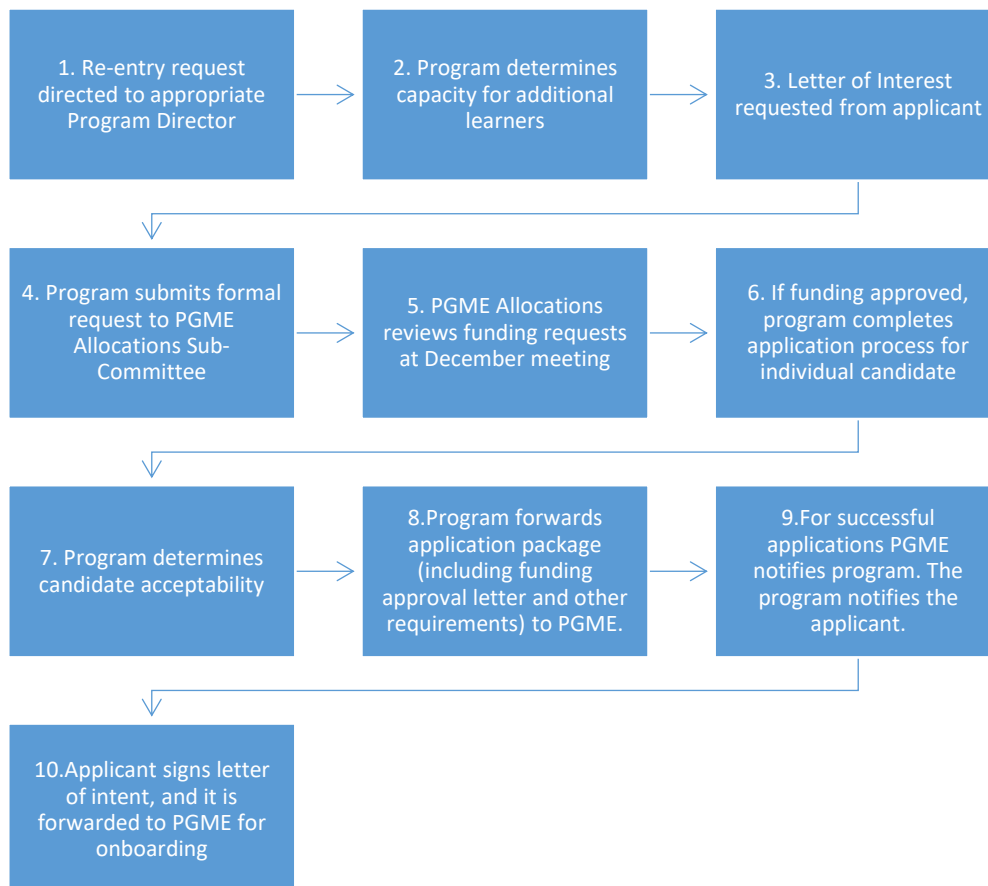 1. Re-entry request
directed to appropriate
Program Director
2. Program determines
capacity for additional
learners
3. Letter of Interest
requested from applicant
4. Program submits formal
request to PGME
Allocations Sub-
Committee
5. PGME Allocations
reviews funding requests
at December meeting
6. If funding approved,
program completes
application process for
individual candidate
7. Program determines
candidate acceptability
8.Program forwards
application package
(including funding
approval letter and other
requirements) to PGME.
9.For successful
applications PGME
notifies program. The
program notifies the
applicant.
10.Applicant signs letter
of intent, and it is
forwarded to PGME for
onboarding